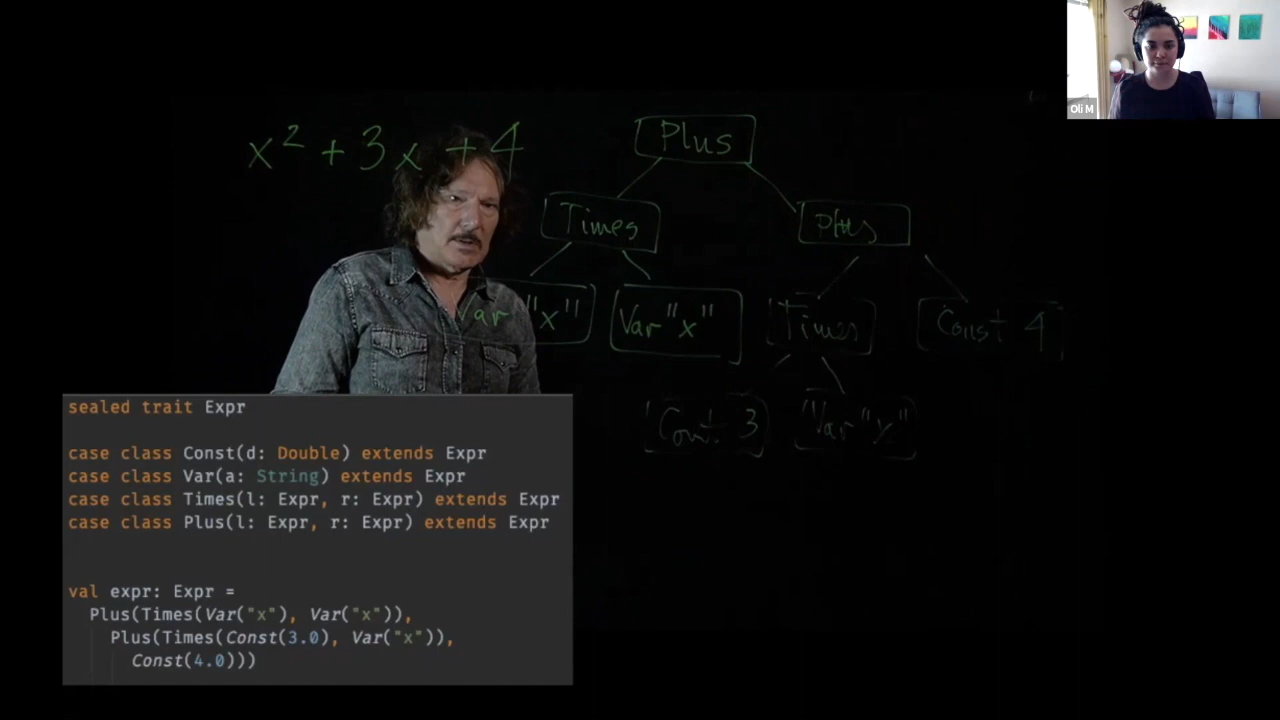 x² + 3x + 4
Plus
Times Plus
Var "x" Var "x" Times Const 4
Const 3 Var "x"
sealed trait Expr
case class Const(d: Double) extends Expr
case class Var(a: String) extends Expr
case class Times(l: Expr, r: Expr) extends Expr
case class Plus(l: Expr, r: Expr) extends Expr
val expr: Expr =
Plus(Times(Var("x"), Var("x")),
Plus(Times(Const(3.0), Var("x")),
Const(4.0)))
Oli M